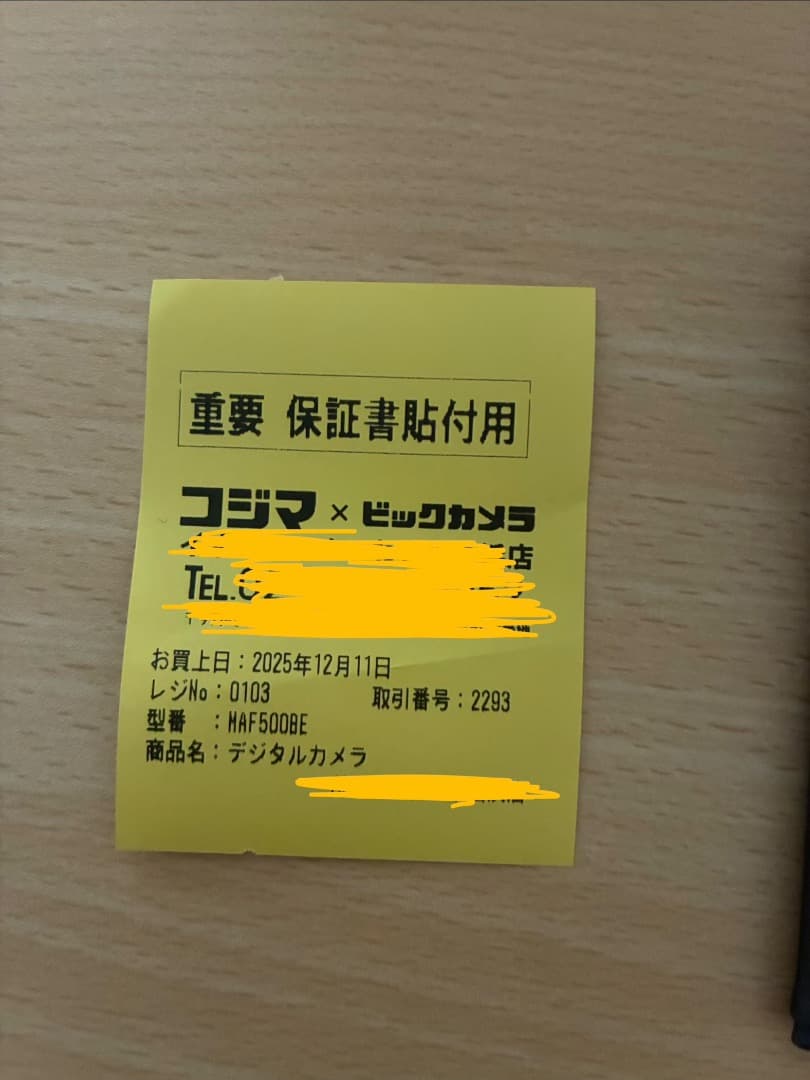 重要 保証書貼付用
コジマ×ビックカメラ
店
TEL.
お買上日：2025年12月11日
レジNo：0103 取引番号：2293
型番 ：MAF500BE
商品名：デジタルカメラ